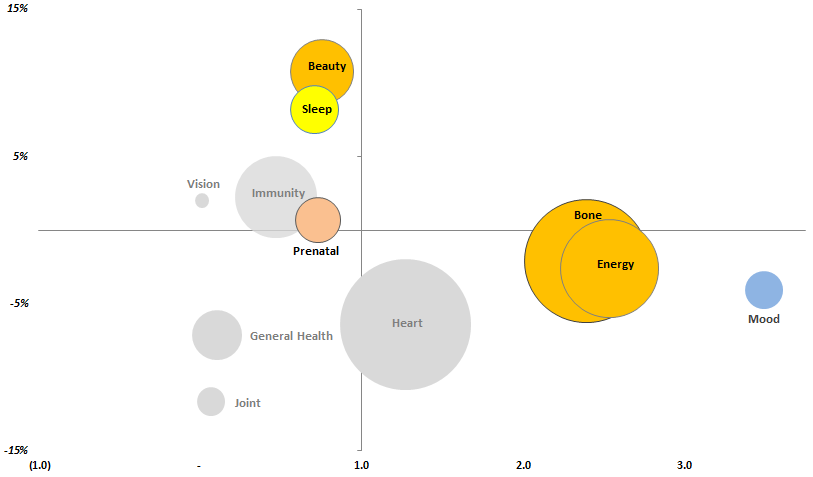 15%
Beauty
Sleep
5%
Vision
Immunity
Bone
Prenatal
Energy
-5%
Mood
Heart
General Health
Joint
-15%
(1.0)
-
1.0
2.0
3.0